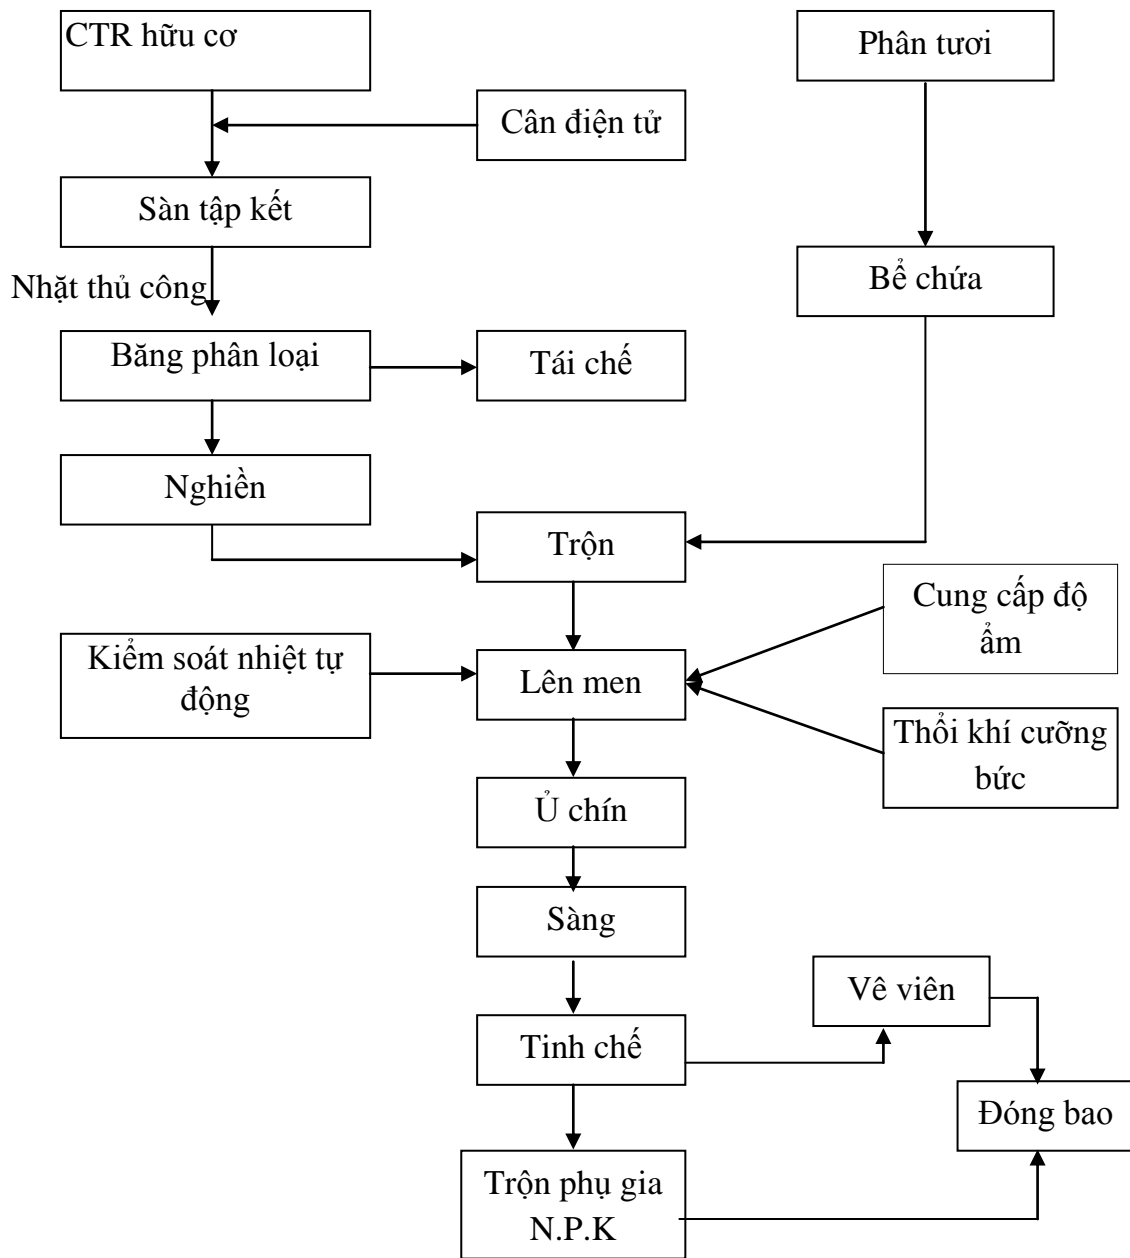 CTR hữu cơ
Phân tươi
Cân điện tử
Sàn tập kết
Nhặt thủ công
Bể chứa
Băng phân loại
Tái chế
Nghiền
Trộn
Cung cấp độ
ẩm
Kiểm soát nhiệt tự
động
Lên men
Thổi khí cưỡng
bức
Ủ chín
Sàng
Vê viên
Tinh chế
Đóng bao
Trộn phụ gia
N.P.K